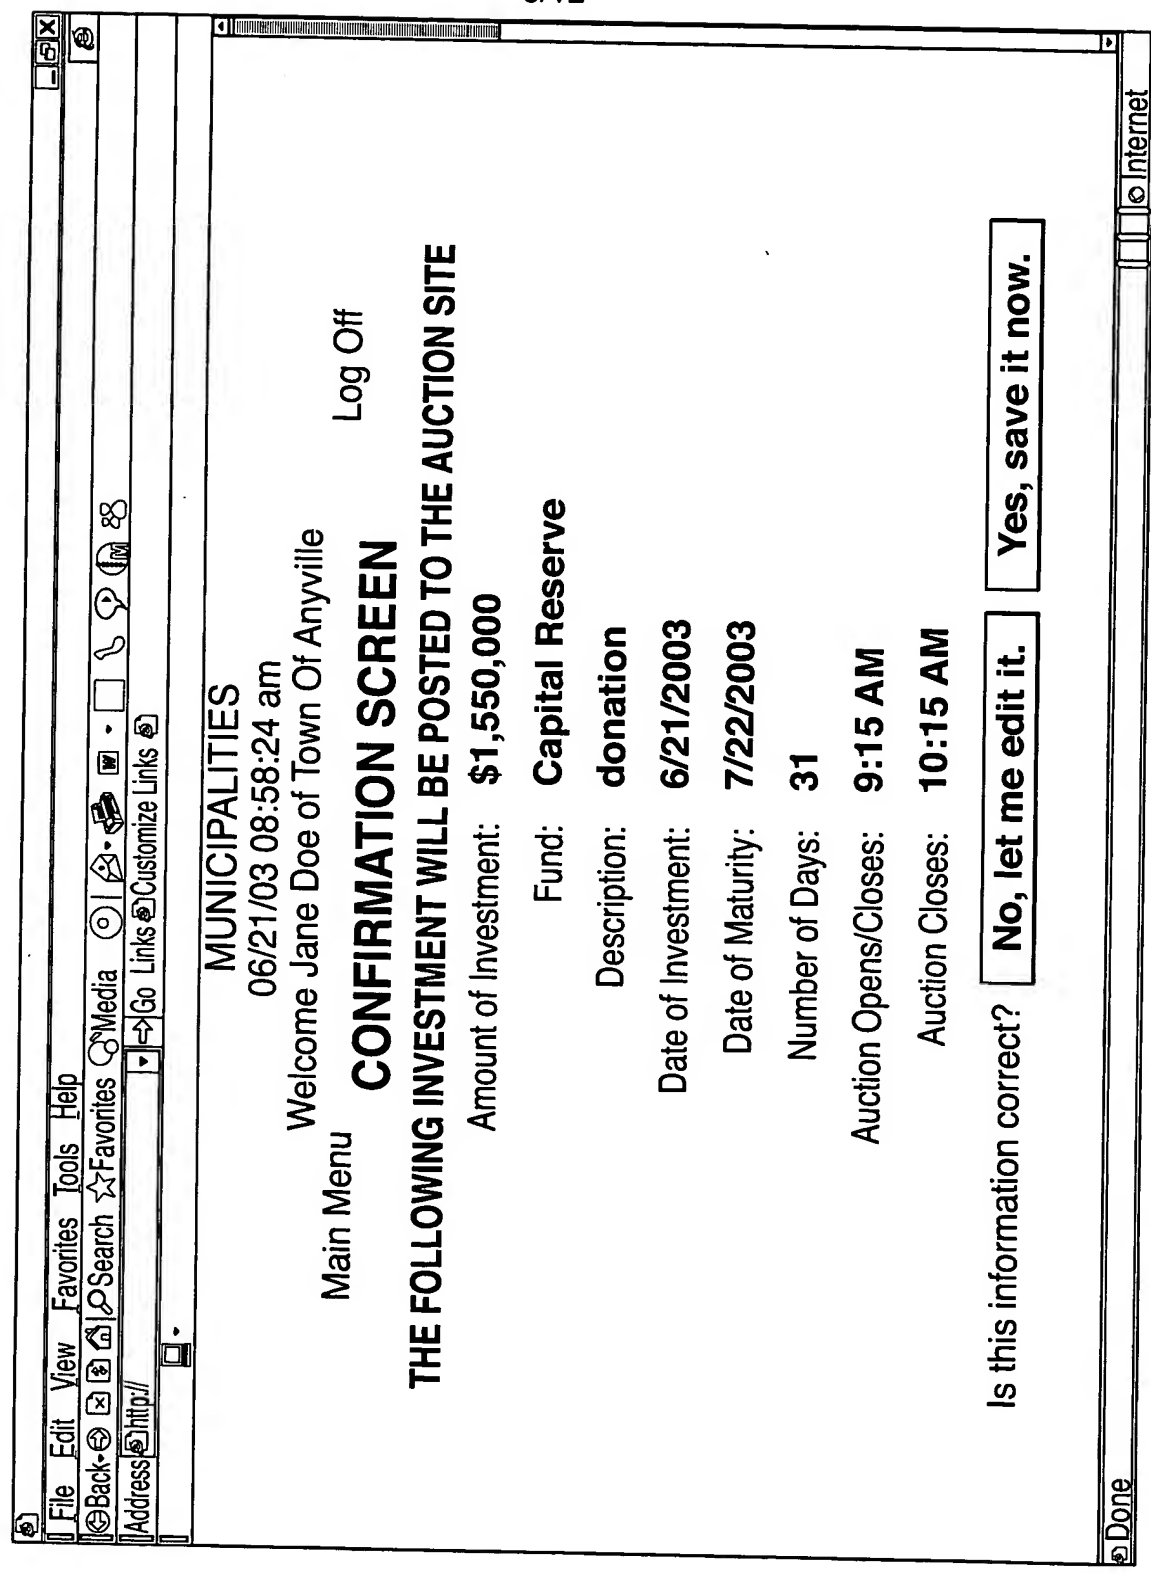 File Edit View Favorites Tools Help
Back Search Favorites Media
Address http:// Go Links Customize Links
MUNICIPALITIES
06/21/03 08:58:24 am
Welcome Jane Doe of Town Of Anyville
Main Menu Log Off
CONFIRMATION SCREEN
THE FOLLOWING INVESTMENT WILL BE POSTED TO THE AUCTION SITE
Amount of Investment: $1,550,000
Fund: Capital Reserve
Description: donation
Date of Investment: 6/21/2003
Date of Maturity: 7/22/2003
Number of Days: 31
Auction Opens/Closes: 9:15 AM
Auction Closes: 10:15 AM
Is this information correct? No, let me edit it. Yes, save it now.
Done Internet